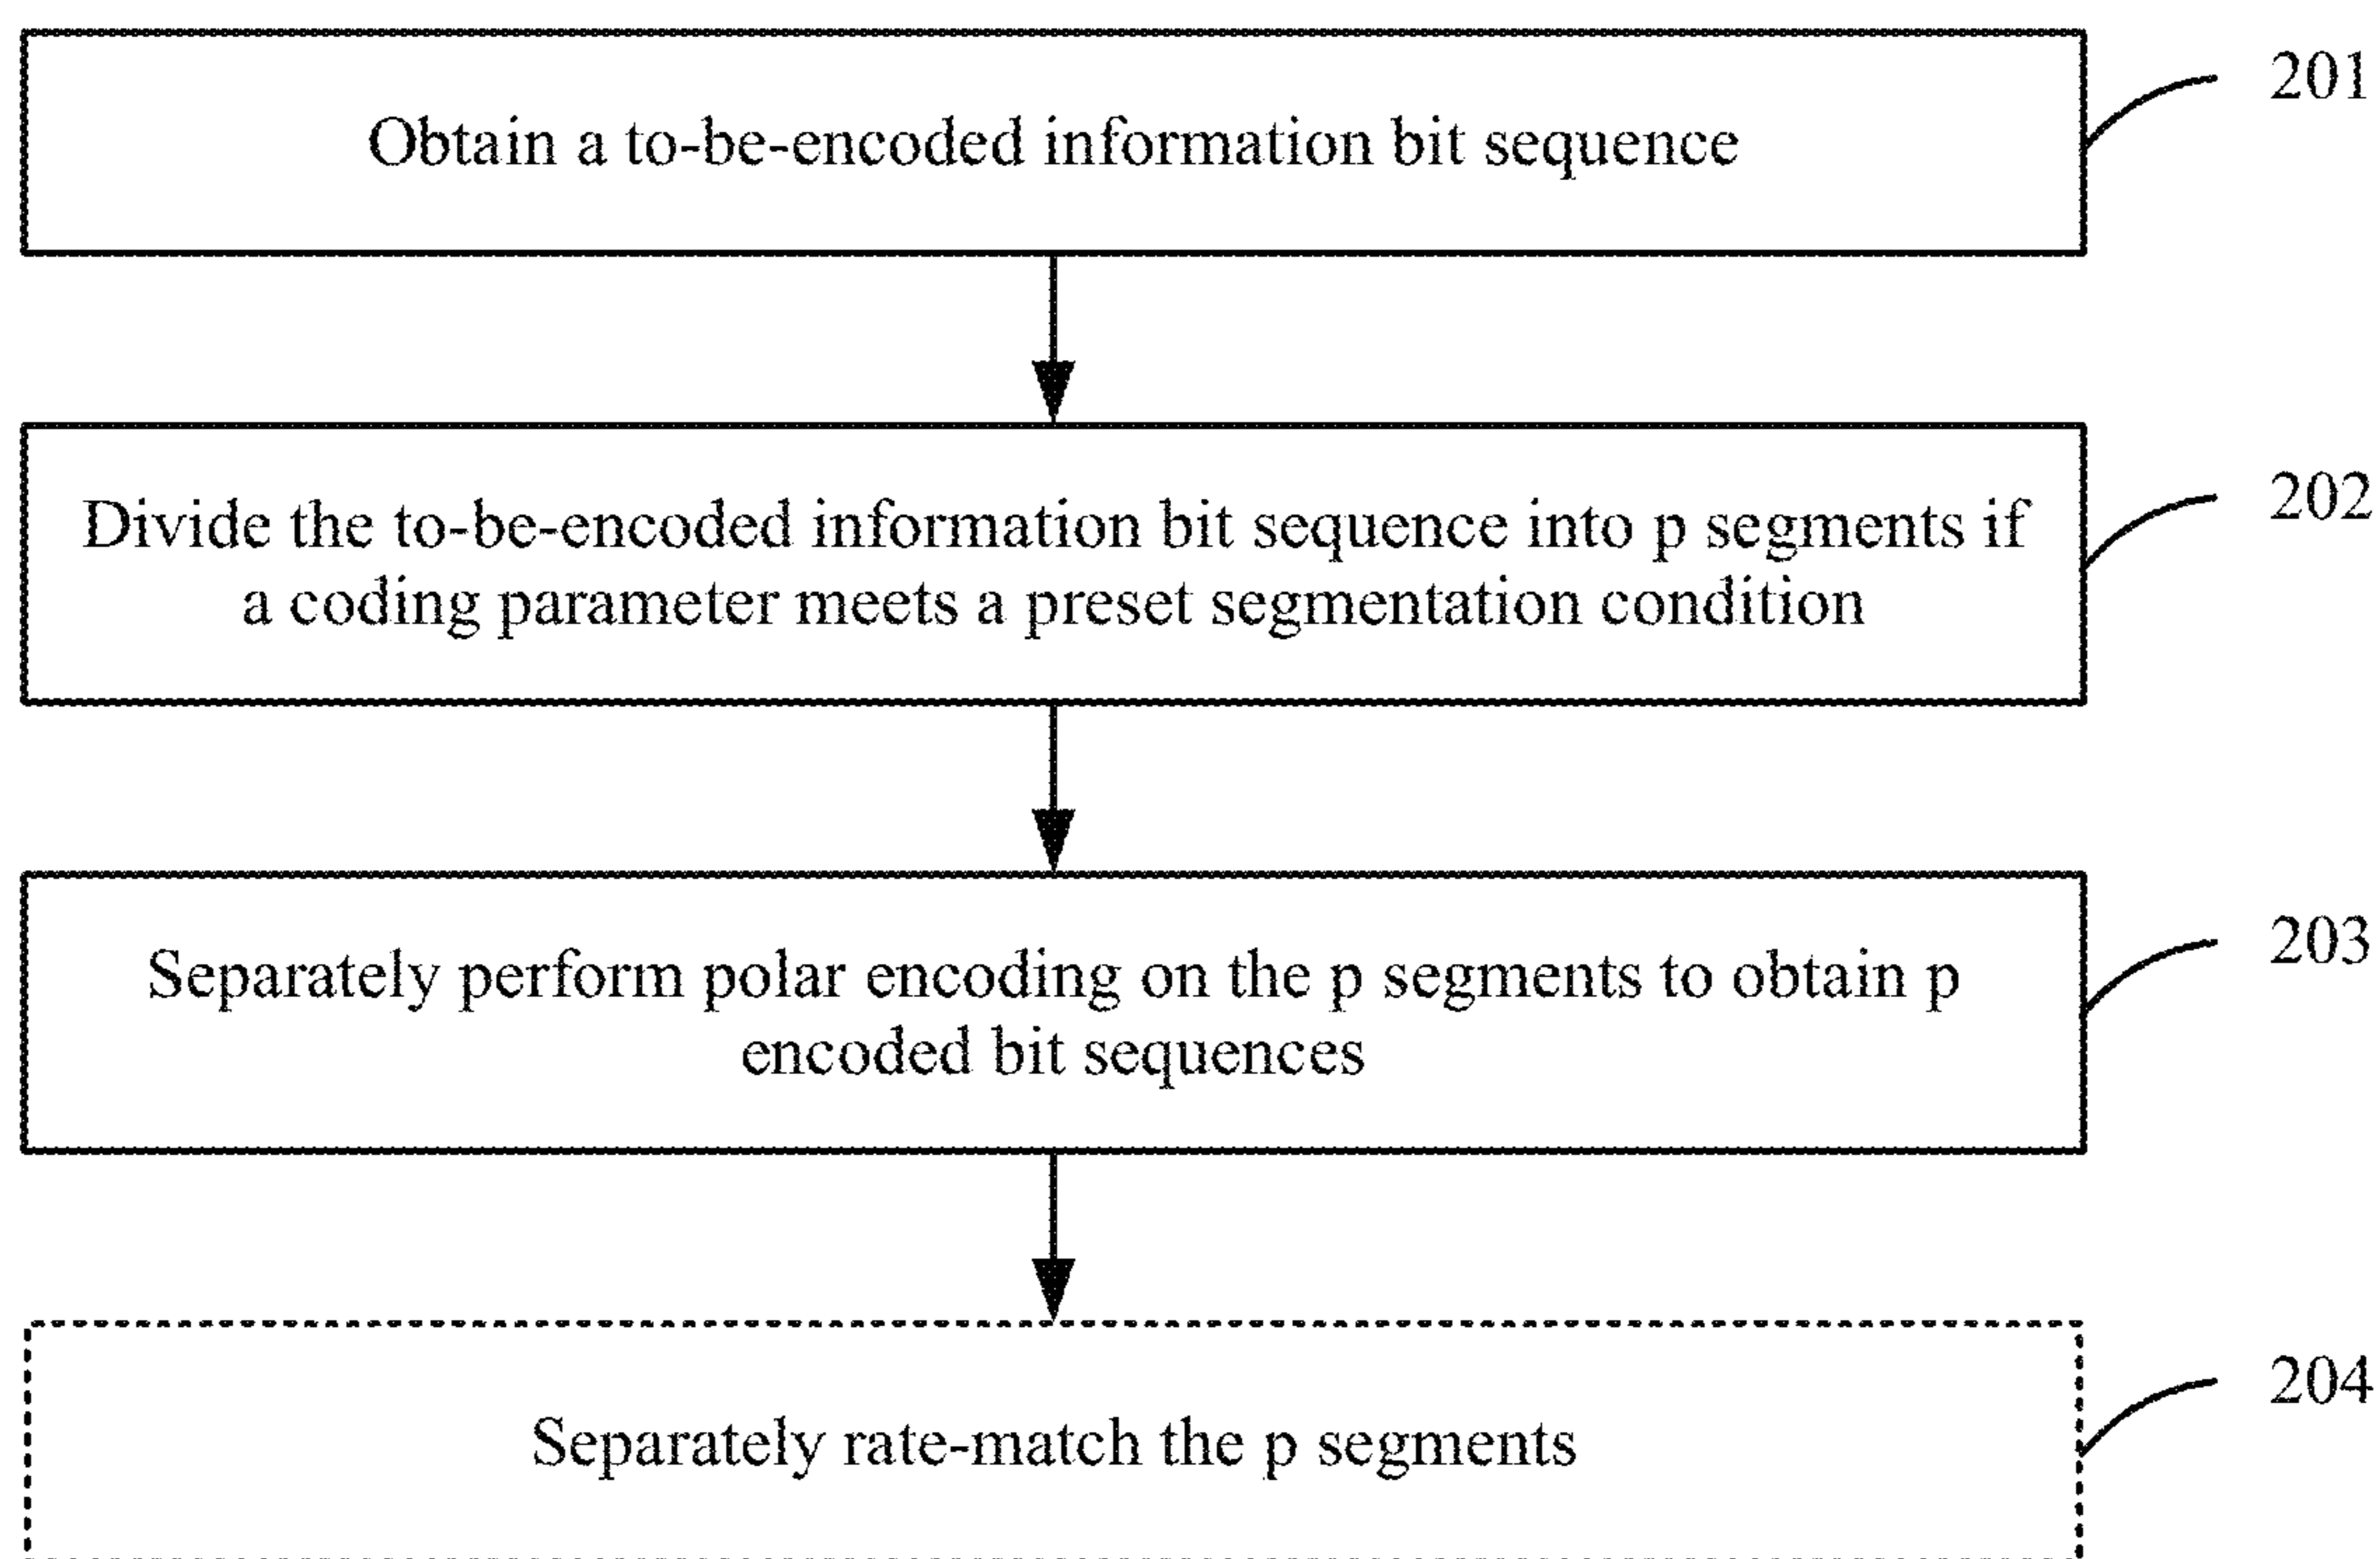 Obtain a to-be-encoded information bit sequence
201
Divide the to-be-encoded information bit sequence into p segments if
a coding parameter meets a preset segmentation condition
202
Separately perform polar encoding on the p segments to obtain p
encoded bit sequences
203
Separately rate-match the p segments
204